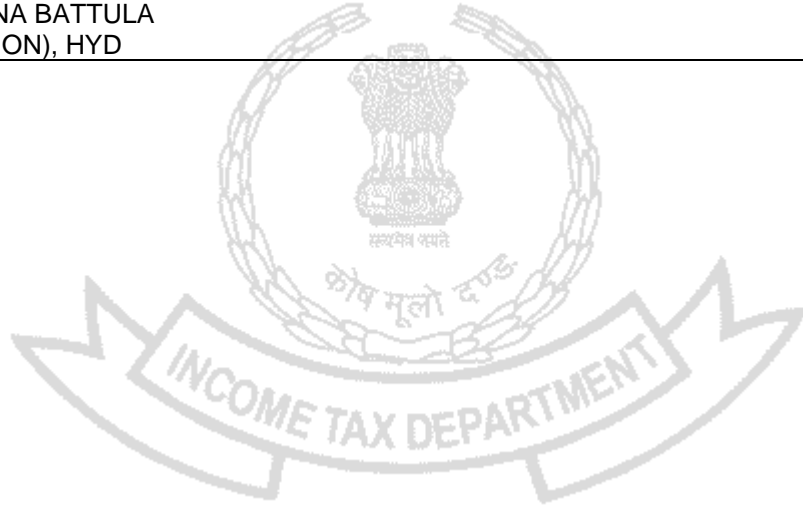 NA BATTULA
ON), HYD
सत्यमेव जयते
कोष मूलो दण्डः
INCOME TAX DEPARTMENT